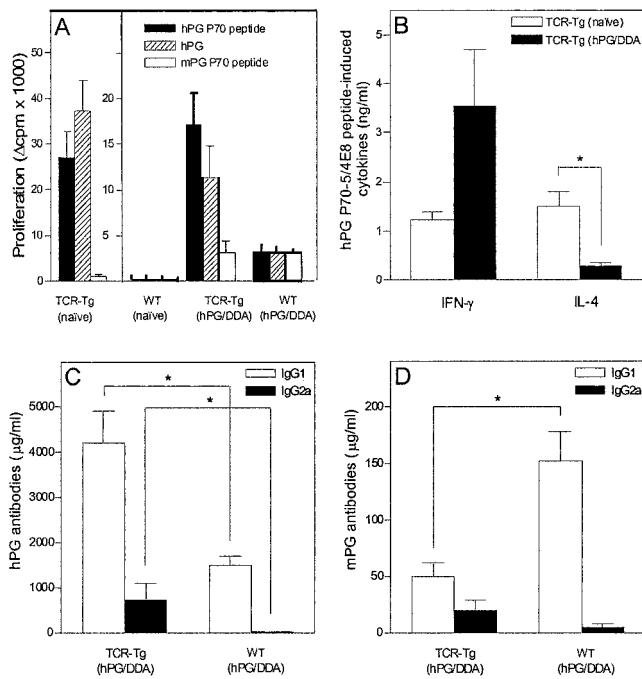 A
hPG P70 peptide
hPG
mPG P70 peptide
Proliferation (Δcpm x 1000)
50
40
30
20
10
0
20
15
10
5
TCR-Tg
(naïve)
WT
(naïve)
TCR-Tg
(hPG/DDA)
WT
(hPG/DDA)
B
TCR-Tg (naïve)
TCR-Tg (hPG/DDA)
hPG P70-5/4E8 peptide-induced
cytokines (ng/ml)
5
4
3
2
1
0
*
IFN-γ
IL-4
C
IgG1
IgG2a
hPG antibodies (µg/ml)
5000
4000
3000
2000
1000
0
*
*
TCR-Tg
(hPG/DDA)
WT
(hPG/DDA)
D
IgG1
IgG2a
mPG antibodies (µg/ml)
200
150
100
50
0
*
TCR-Tg
(hPG/DDA)
WT
(hPG/DDA)